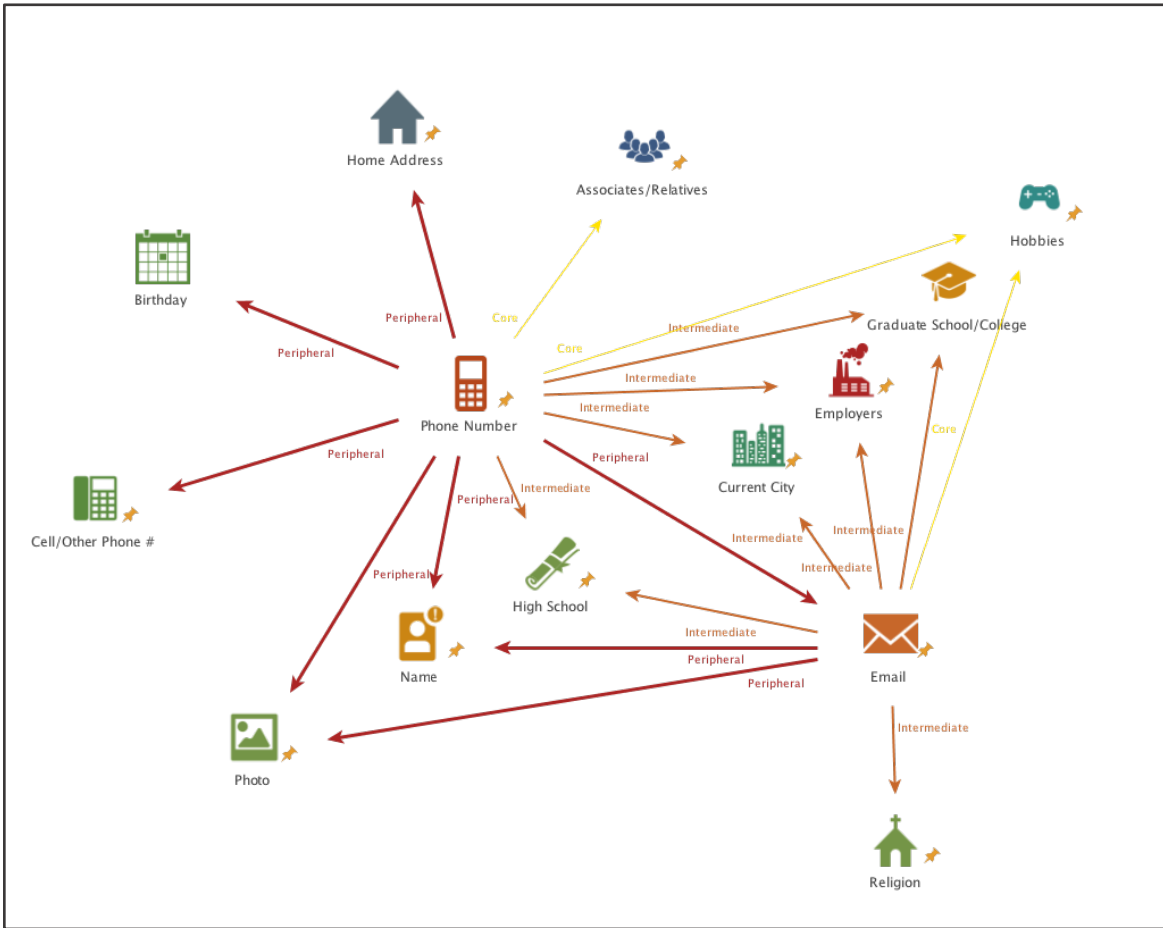 Home Address
Associates/Relatives
Hobbies
Birthday
Peripheral
Core
Intermediate
Graduate School/College
Peripheral
Core
Intermediate
Phone Number
Intermediate
Employers
Core
Peripheral
Current City
Peripheral
Peripheral
Intermediate
Cell/Other Phone #
Intermediate
Intermediate
Peripheral
Intermediate
High School
Intermediate
Peripheral
Name
Peripheral
Email
Intermediate
Photo
Religion